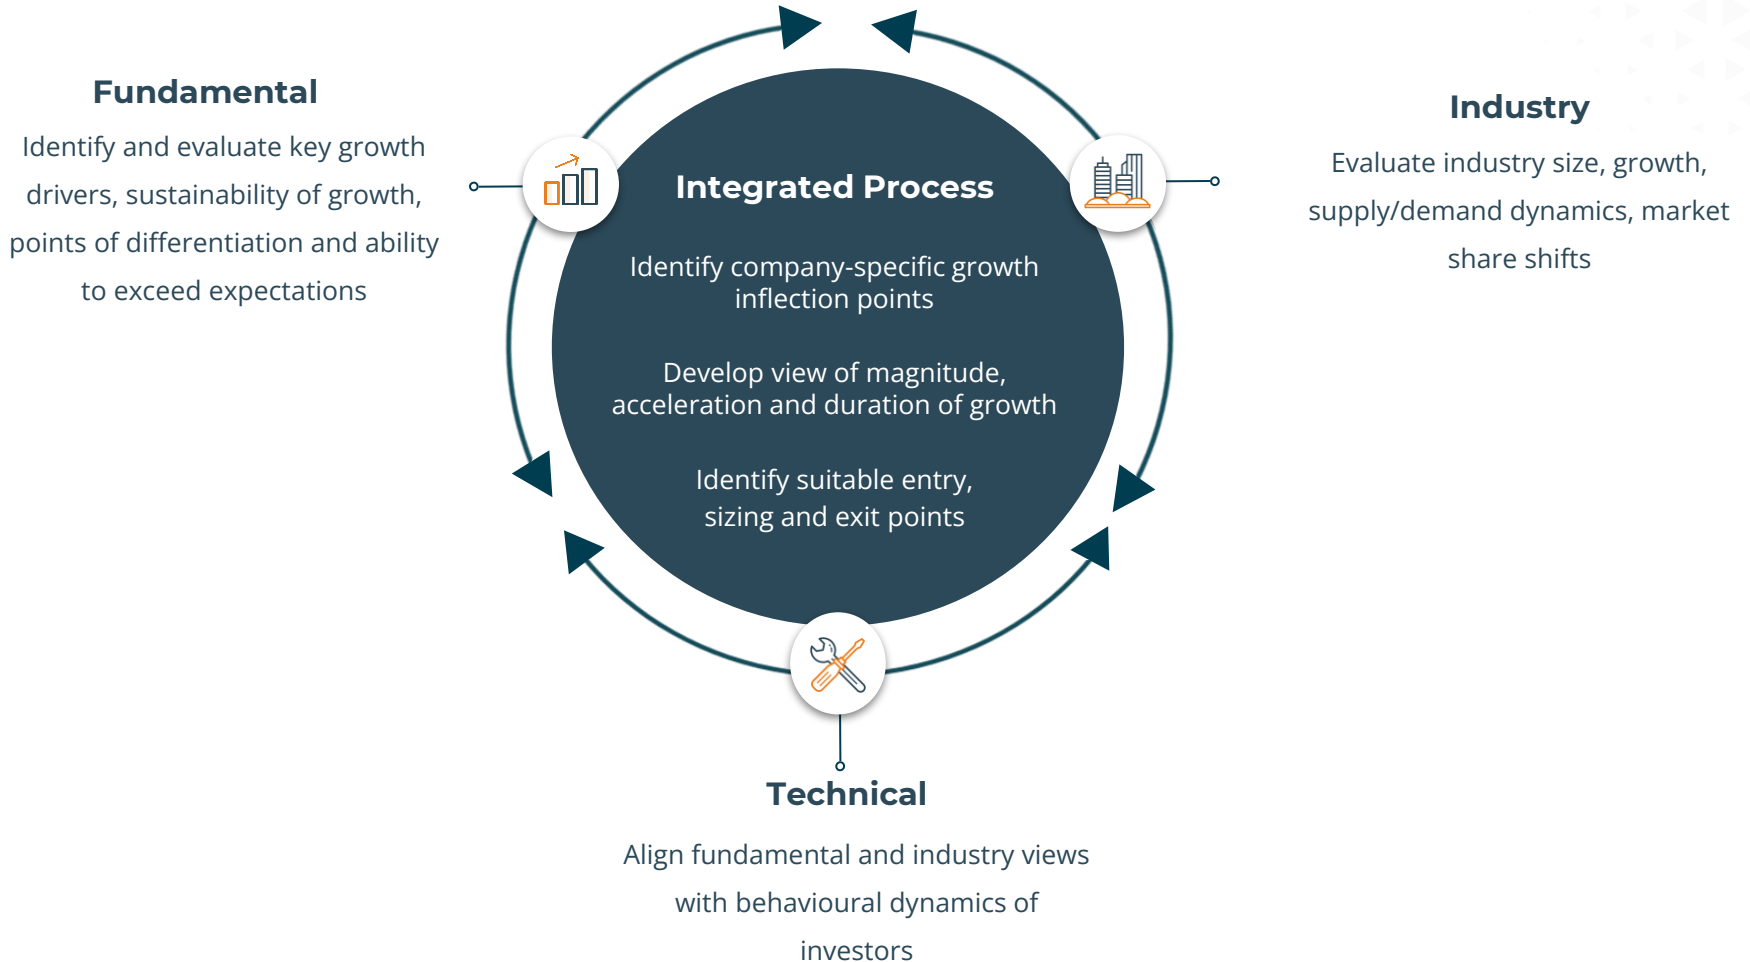 Fundamental
Identify and evaluate key growth
drivers, sustainability of growth,
points of differentiation and ability
to exceed expectations
Integrated Process
Identify company-specific growth
inflection points
Develop view of magnitude,
acceleration and duration of growth
Identify suitable entry,
sizing and exit points
Industry
Evaluate industry size, growth,
supply/demand dynamics, market
share shifts
Technical
Align fundamental and industry views
with behavioural dynamics of
investors